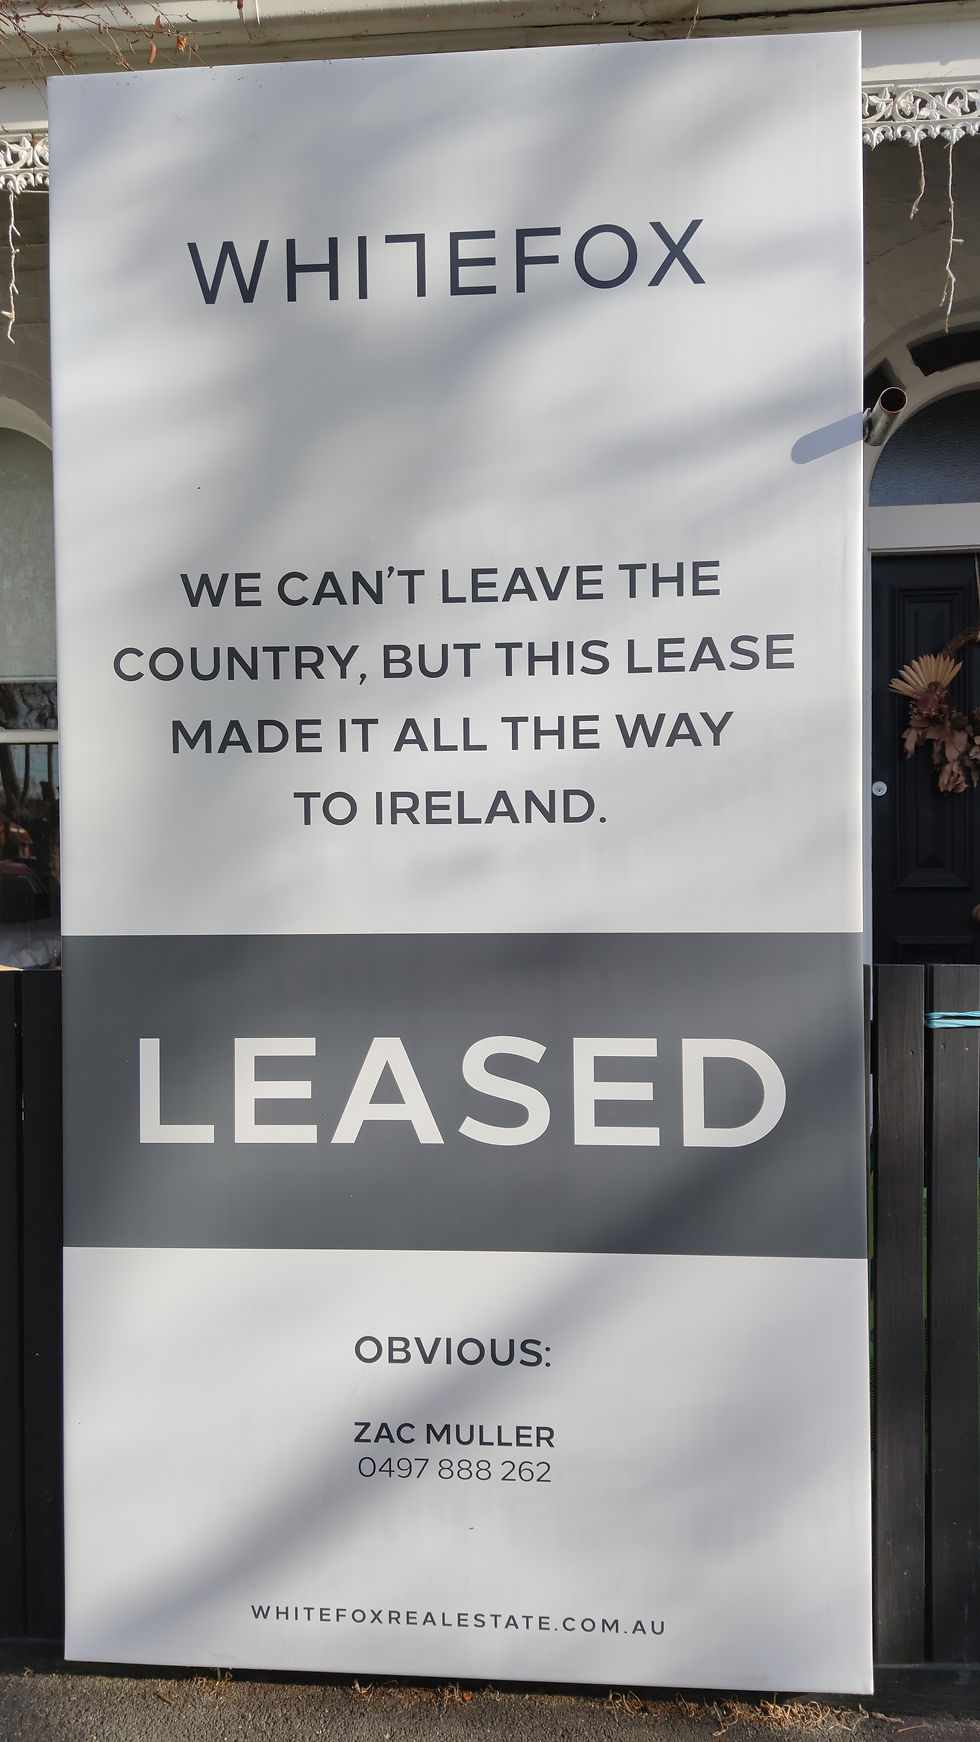 WHITEFOX
WE CAN'T LEAVE THE
COUNTRY, BUT THIS LEASE
MADE IT ALL THE WAY
TO IRELAND.
LEASED
OBVIOUS:
ZAC MULLER
0497 888 262
WHITEFOXREALESTATE.COM.AU